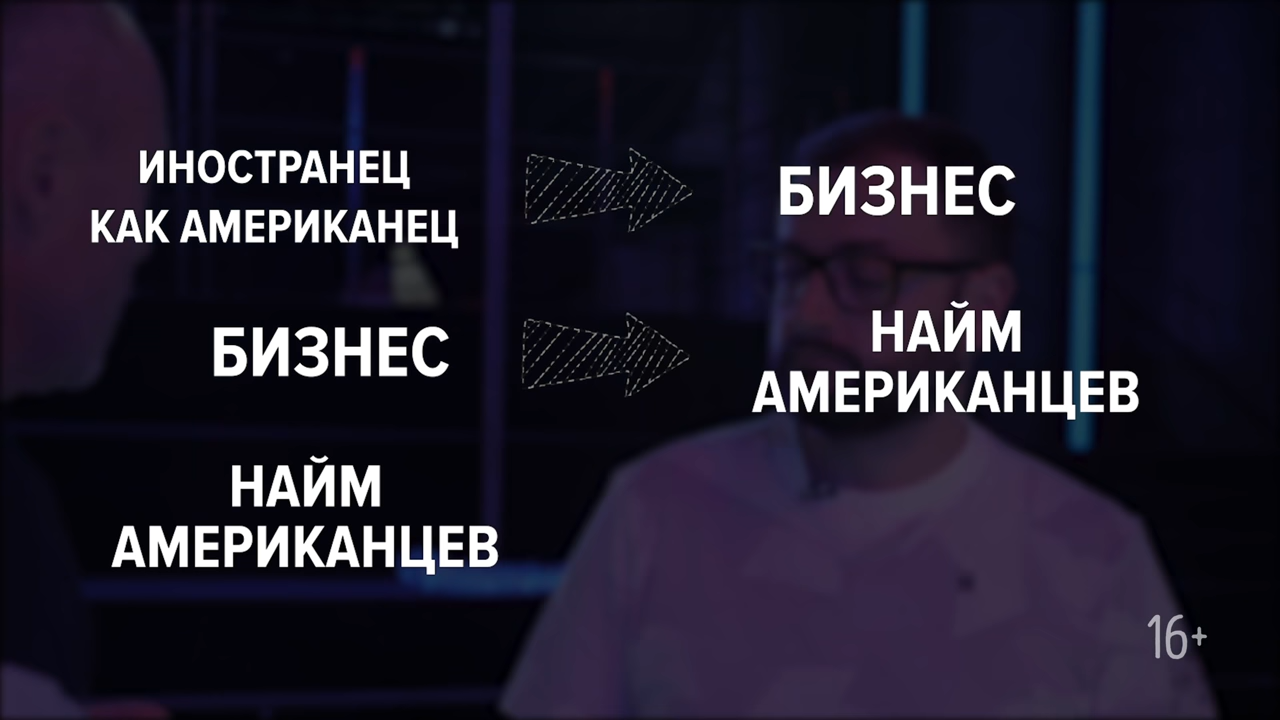 ИНОСТРАНЕЦ
КАК АМЕРИКАНЕЦ
БИЗНЕС
БИЗНЕС
НАЙМ
АМЕРИКАНЦЕВ
НАЙМ
АМЕРИКАНЦЕВ
16+